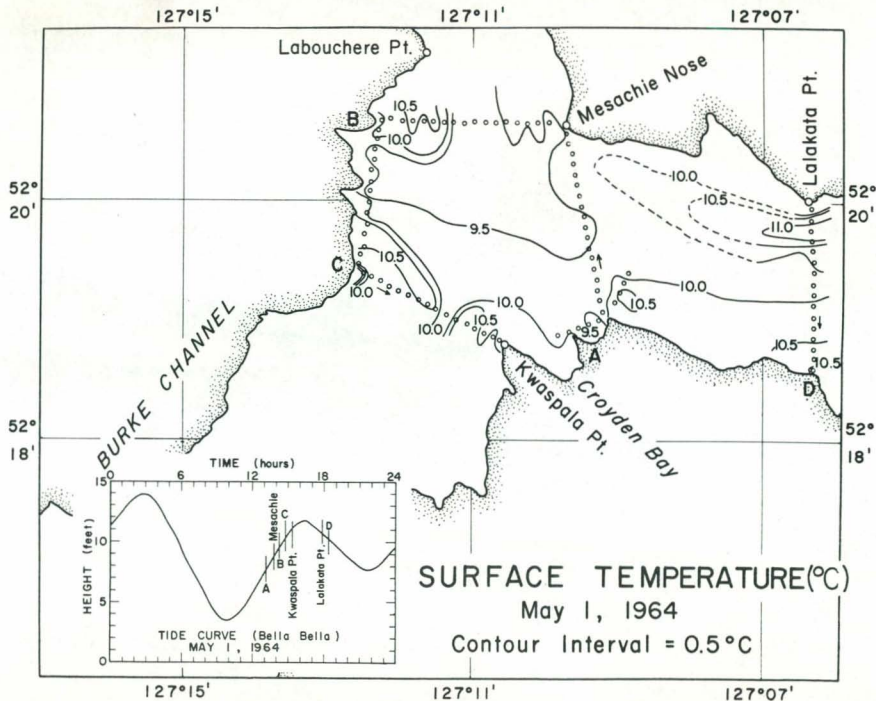 127°15'
127°11'
127°07'
Labouchere Pt.
Mesachie Nose
Lalakata Pt.
B
10.5
10.0
10.0
10.5
11.0
52°
20'
52°
20'
9.5
10.5
C
10.0
10.0
10.0
10.5
10.0
9.5
10.5
10.5
10.5
A
D
BURKE CHANNEL
Kwaspala Pt.
Croyden Bay
52°
18'
52°
18'
TIME (hours)
0 6 12 18 24
15
10
5
0
HEIGHT (feet)
A
B
Mesachie
C
Kwaspala Pt.
Lalakata Pt.
D
TIDE CURVE (Bella Bella)
MAY 1, 1964
SURFACE TEMPERATURE(°C)
May 1, 1964
Contour Interval = 0.5°C
127°15'
127°11'
127°07'